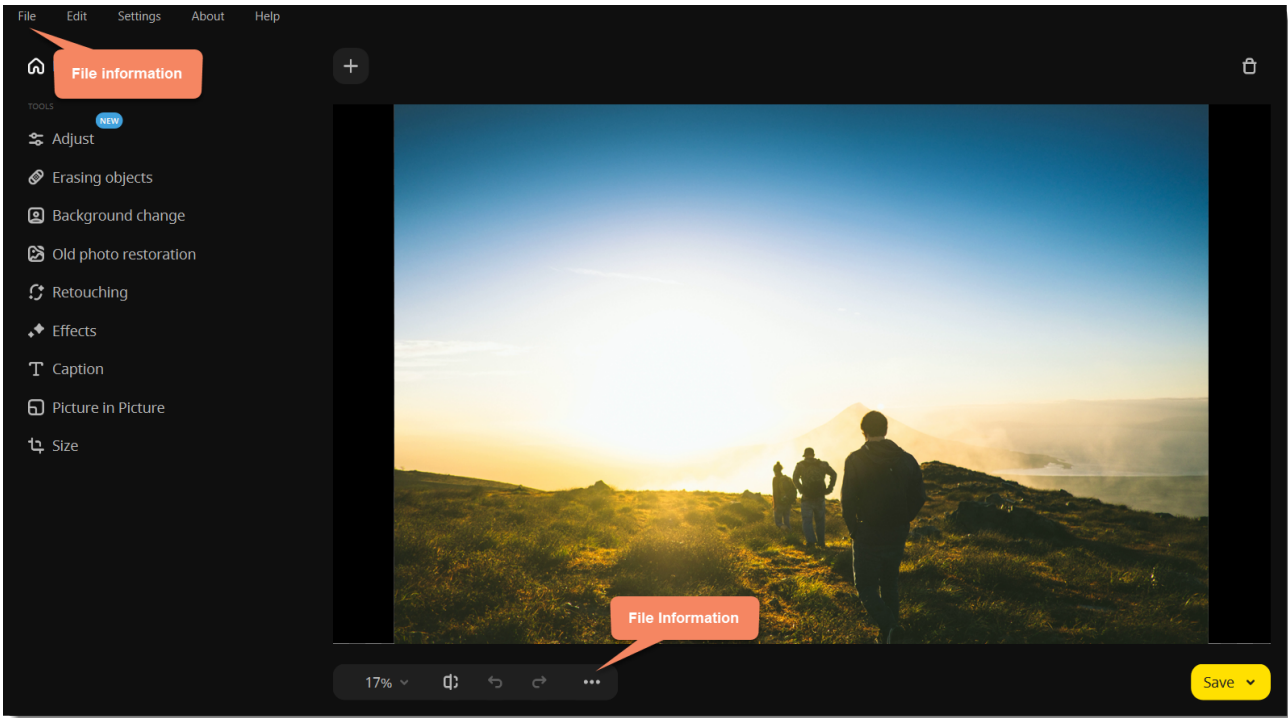 File Edit Settings About Help
File information
TOOLS
NEW
Adjust
Erasing objects
Background change
Old photo restoration
Retouching
Effects
Caption
Picture in Picture
Size
File Information
17%
Save